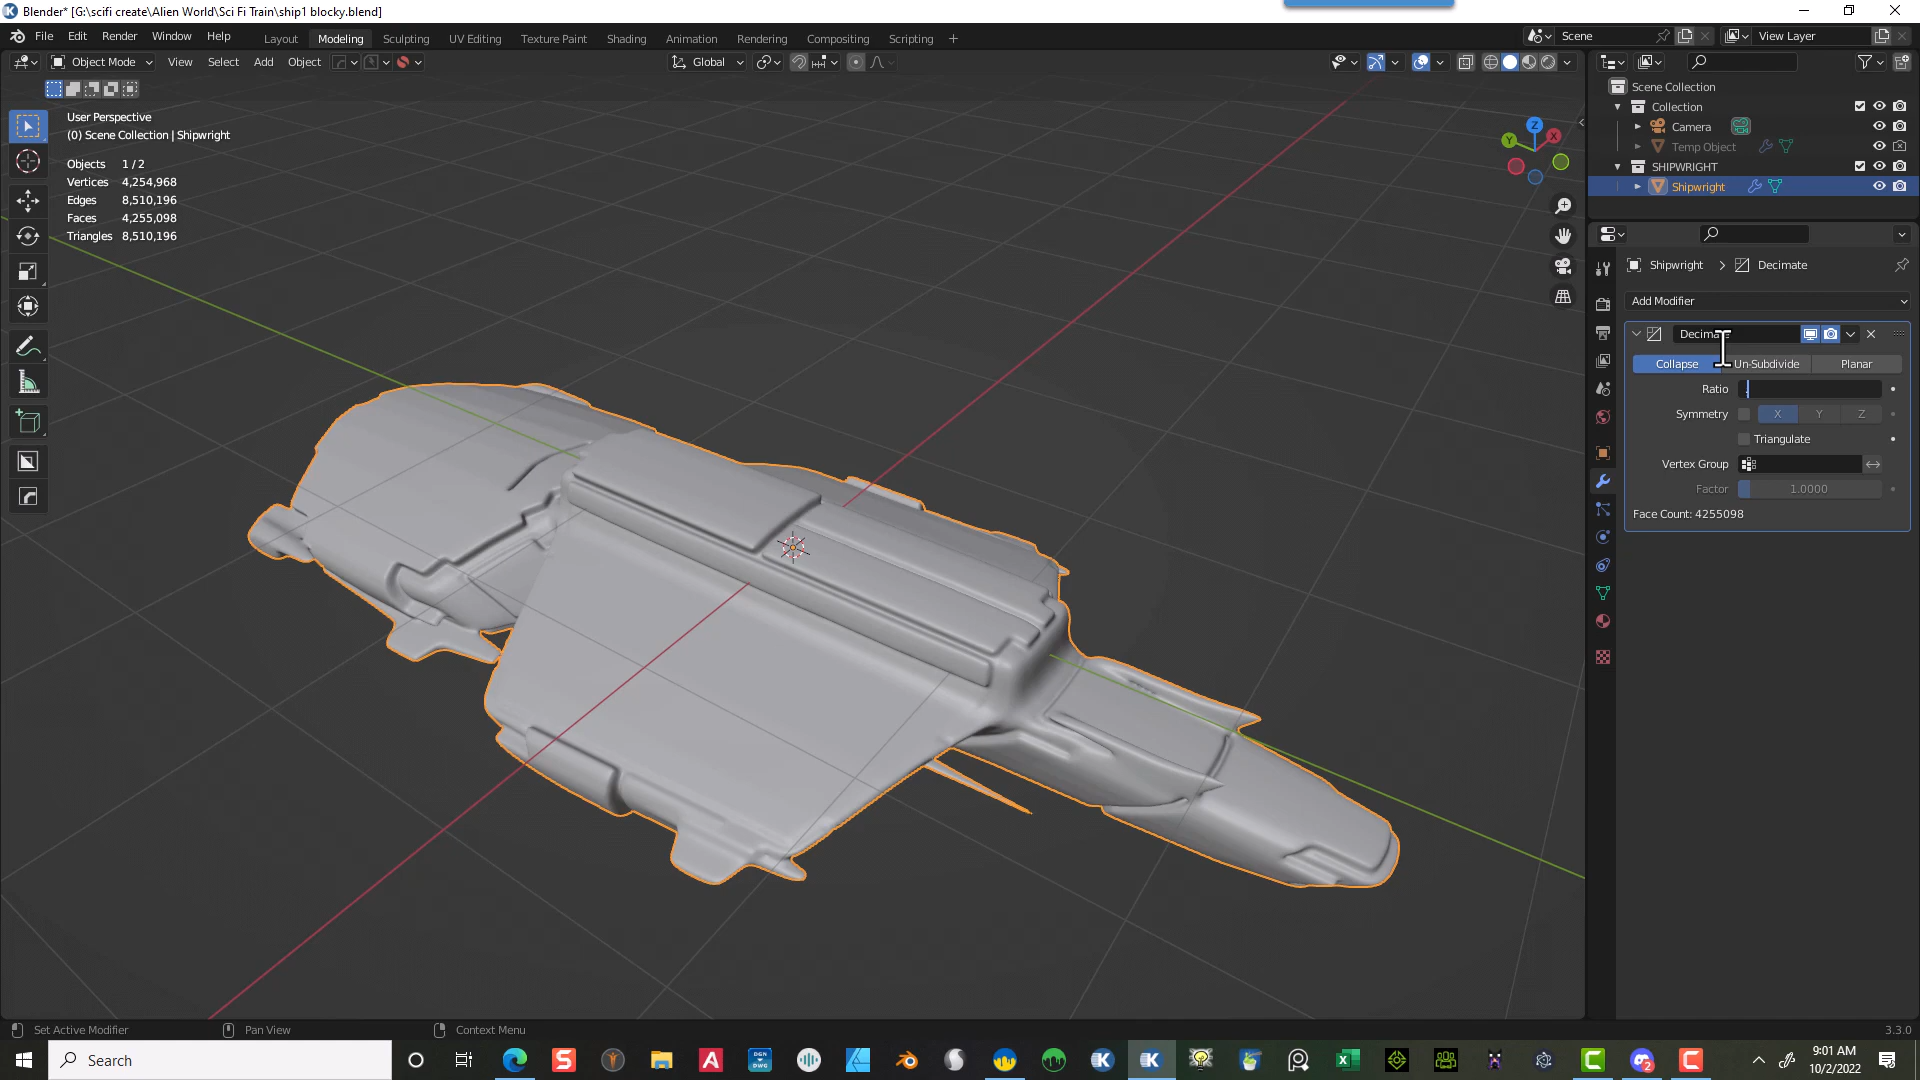 Blender* [G:\scifi create\Alien World\Sci Fi Train\ship1 blocky.blend]
File Edit Render Window Help
Layout Modeling Sculpting UV Editing Texture Paint Shading Animation Rendering Compositing Scripting
Scene
View Layer
Object Mode View Select Add Object
Global
User Perspective
(0) Scene Collection | Shipwright
Objects 1 / 2
Vertices 4,254,968
Edges 8,510,196
Faces 4,255,098
Triangles 8,510,196
Z
Y
X
Scene Collection
Collection
Camera
Temp Object
SHIPWRIGHT
Shipwright
Shipwright Decimate
Add Modifier
Collapse Un-Subdivide Planar
Ratio
Symmetry X Y Z
Triangulate
Vertex Group
Factor 1.0000
Face Count: 4255098
Set Active Modifier
Pan View
Context Menu
3.3.0
Search
9:01 AM
10/2/2022